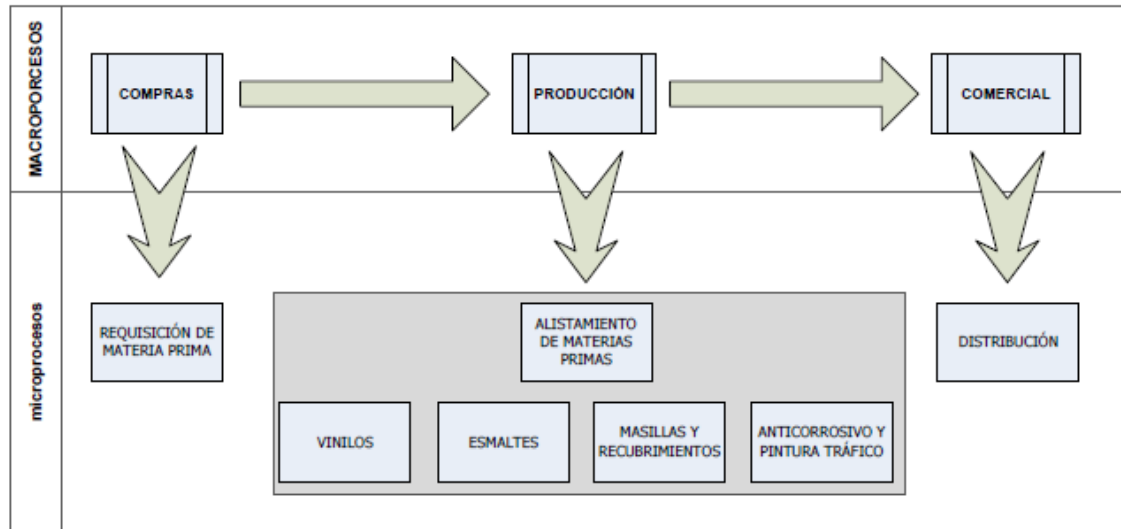 MACROPORCESOS
COMPRAS
PRODUCCIÓN
COMERCIAL
microprocesos
REQUISICIÓN DE
MATERIA PRIMA
ALISTAMIENTO
DE MATERIAS
PRIMAS
DISTRIBUCIÓN
VINILOS
ESMALTES
MASILLAS Y
RECUBRIMIENTOS
ANTICORROSIVO Y
PINTURA TRÁFICO